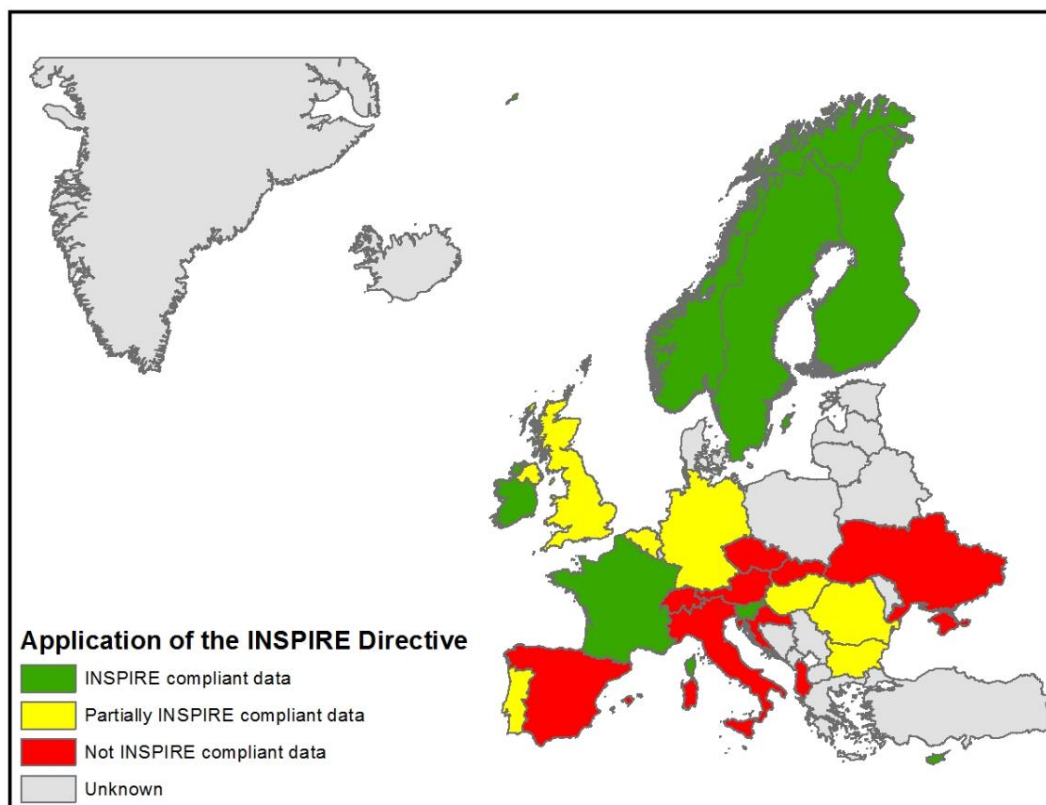 Application of the INSPIRE Directive
INSPIRE compliant data
Partially INSPIRE compliant data
Not INSPIRE compliant data
Unknown